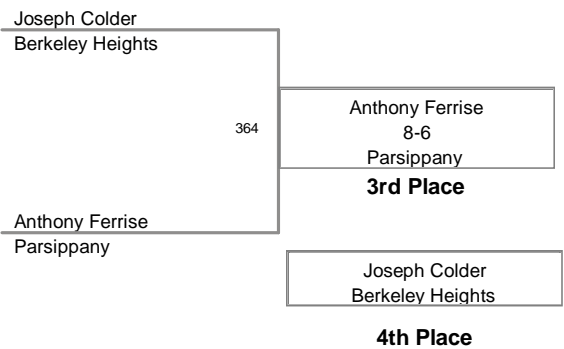 Joseph Colder
Berkeley Heights
364
Anthony Ferrise
8-6
Parsippany
3rd Place
Anthony Ferrise
Parsippany
Joseph Colder
Berkeley Heights
4th Place